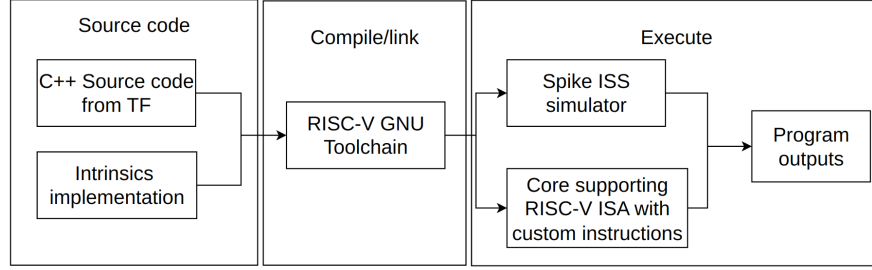 Source code
C++ Source code
from TF
Intrinsics
implementation
Compile/link
RISC-V GNU
Toolchain
Execute
Spike ISS
simulator
Core supporting
RISC-V ISA with
custom instructions
Program
outputs